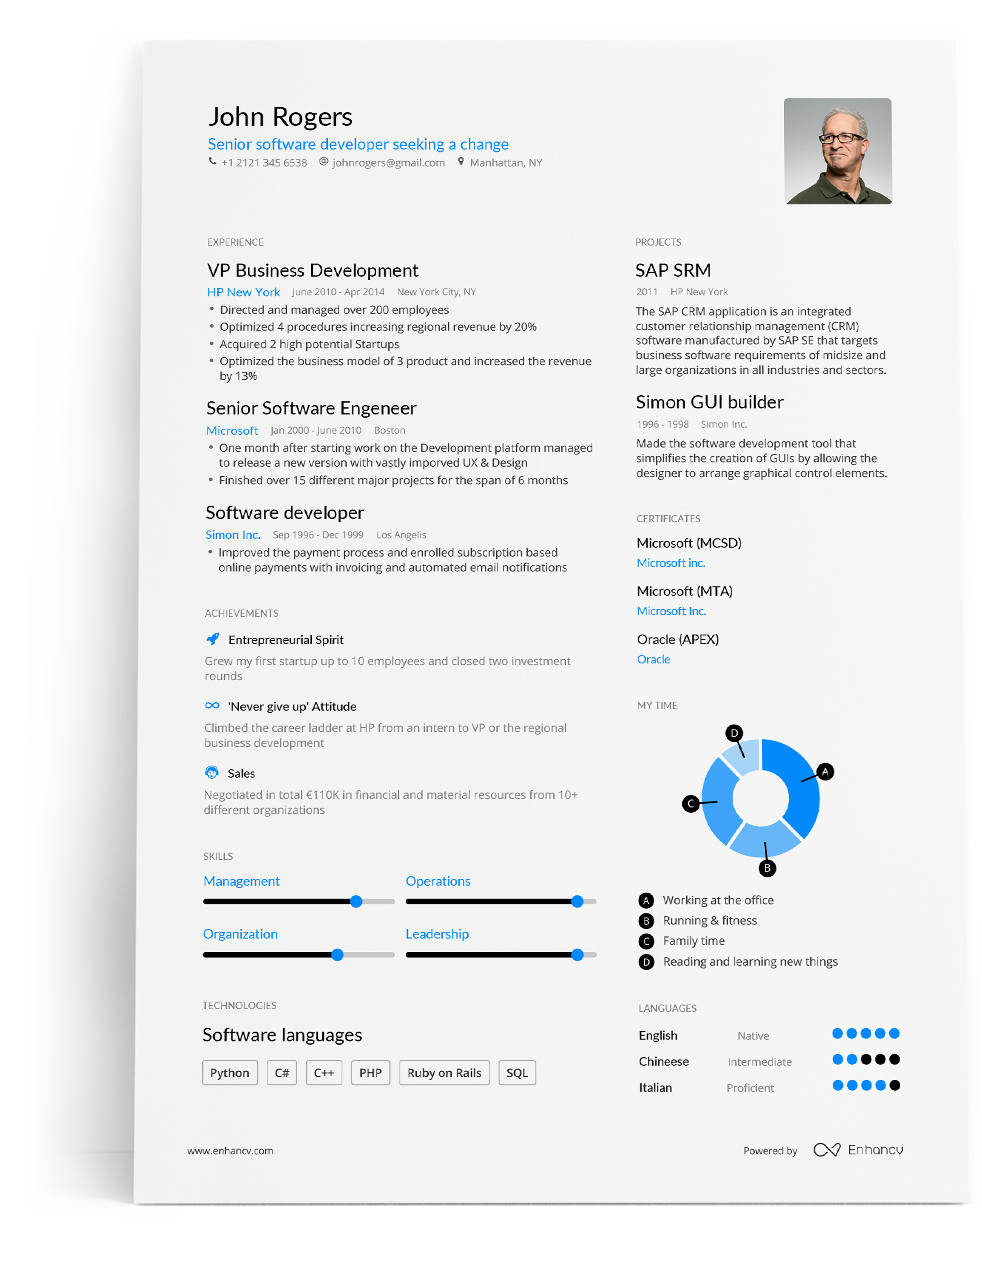 John Rogers
Senior software developer seeking a change
+1 2121 345 6538 @ johnrogers@gmail.com Manhattan, NY
EXPERIENCE
VP Business Development
HP New York June 2010 - Apr 2014 New York City, NY
• Directed and managed over 200 employees
• Optimized 4 procedures increasing regional revenue by 20%
• Acquired 2 high potential Startups
• Optimized the business model of 3 product and increased the revenue
by 13%
Senior Software Engeneer
Microsoft Jan 2000 - June 2010 Boston
• One month after starting work on the Development platform managed
to release a new version with vastly imporved UX & Design
• Finished over 15 different major projects for the span of 6 months
Software developer
Simon Inc. Sep 1996 - Dec 1999 Los Angelis
• Improved the payment process and enrolled subscription based
online payments with invoicing and automated email notifications
ACHIEVEMENTS
Entrepreneurial Spirit
Grew my first startup up to 10 employees and closed two investment
rounds
'Never give up' Attitude
Climbed the career ladder at HP from an intern to VP or the regional
business development
Sales
Negotiated in total €110K in financial and material resources from 10+
different organizations
SKILLS
Management Operations
Organization Leadership
TECHNOLOGIES
Software languages
Python C# C++ PHP Ruby on Rails SQL
PROJECTS
SAP SRM
2011 HP New York
The SAP CRM application is an integrated
customer relationship management (CRM)
software manufactured by SAP SE that targets
business software requirements of midsize and
large organizations in all industries and sectors.
Simon GUI builder
1996 - 1998 Simon Inc.
Made the software development tool that
simplifies the creation of GUIs by allowing the
designer to arrange graphical control elements.
CERTIFICATES
Microsoft (MCSD)
Microsoft inc.
Microsoft (MTA)
Microsoft Inc.
Oracle (APEX)
Oracle
MY TIME
D
A
C
B
A Working at the office
B Running & fitness
C Family time
D Reading and learning new things
LANGUAGES
English Native
Chineese Intermediate
Italian Proficient
www.enhancv.com
Powered by Enhancv